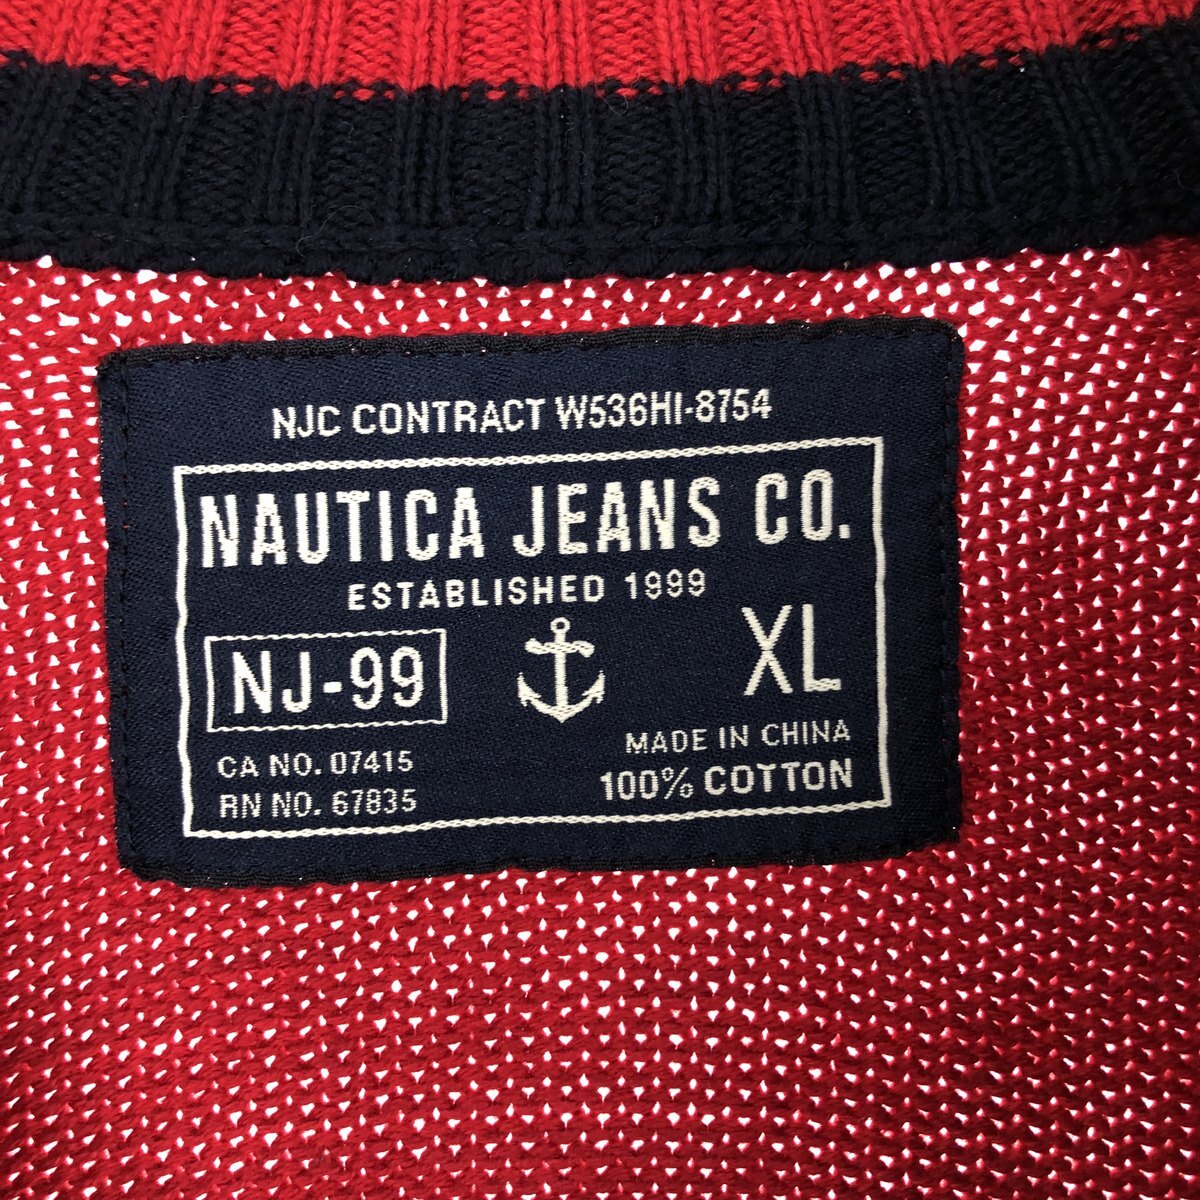 NJC CONTRACT W536HI-8754
NAUTICA JEANS CO.
ESTABLISHED 1999
NJ-99
XL
CA NO. 07415
RN NO. 67835
MADE IN CHINA
100% COTTON